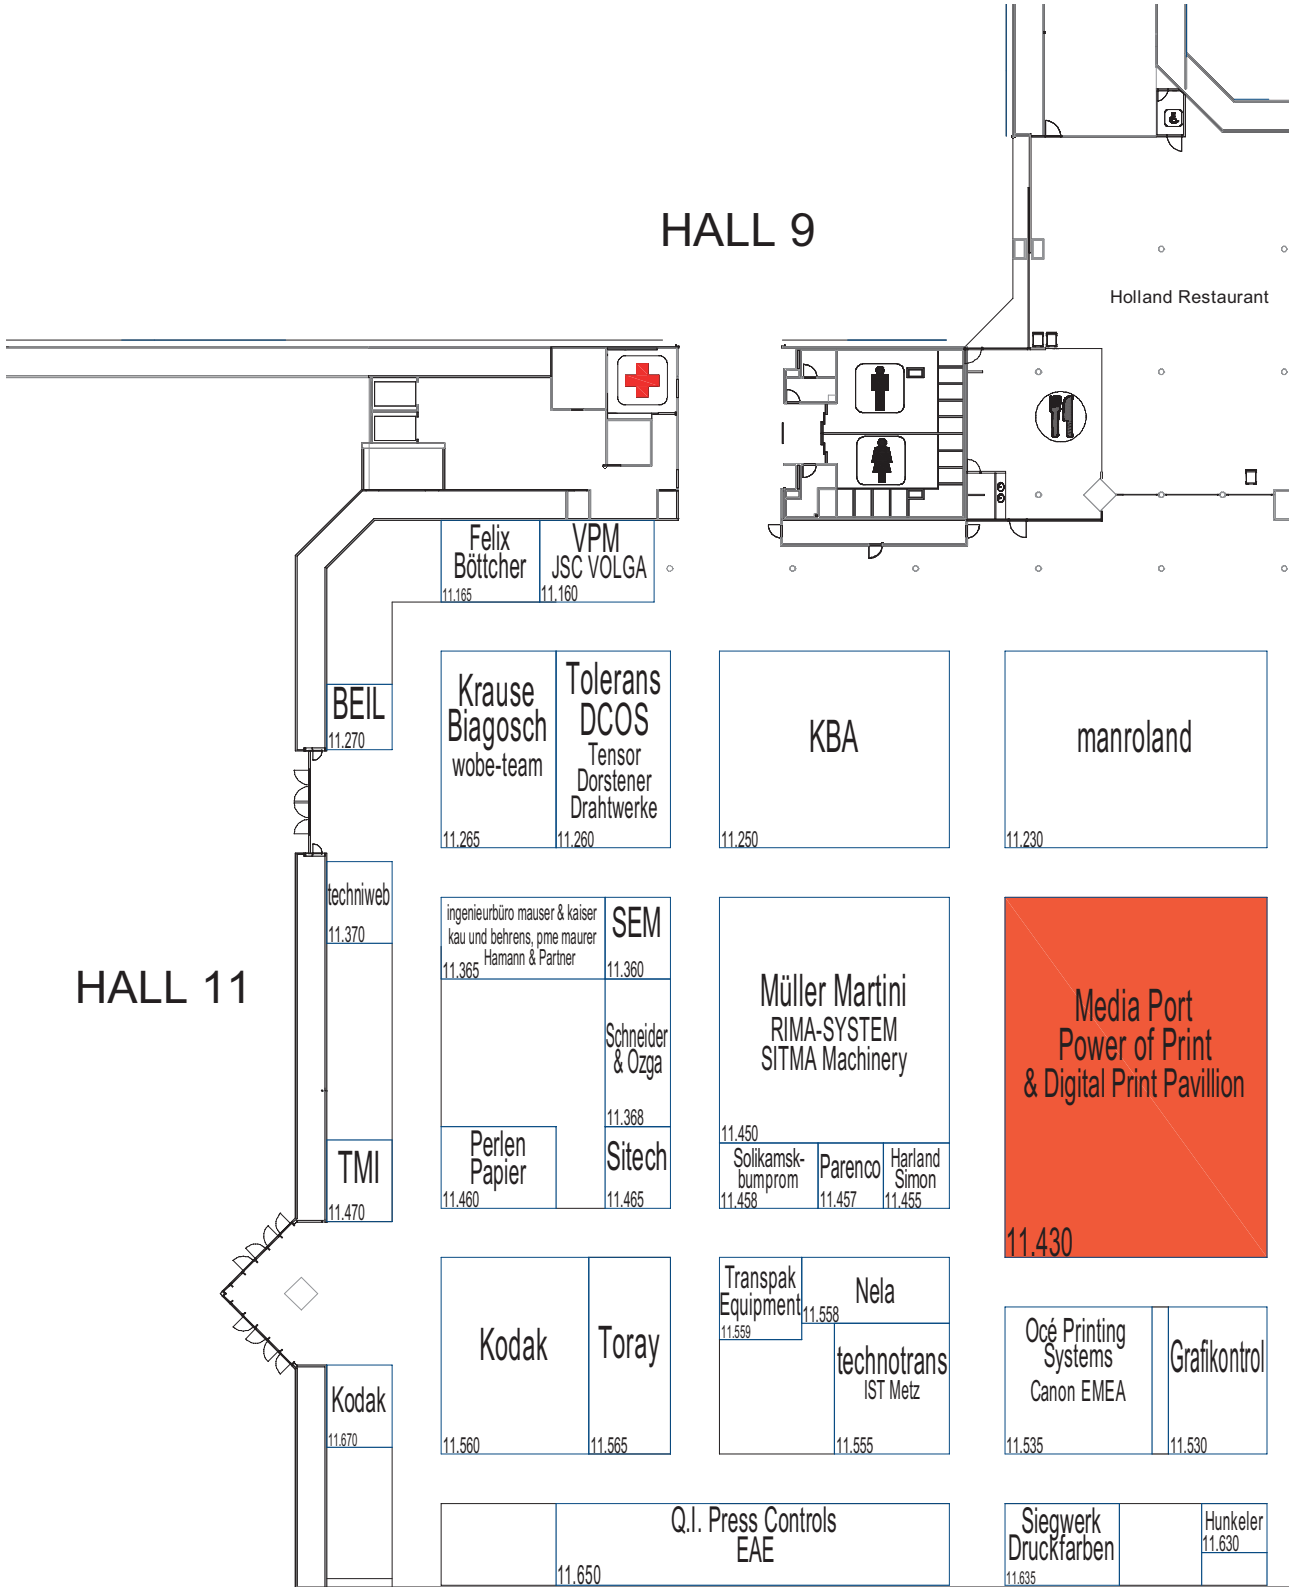 HALL 9
Holland Restaurant
Felix
Böttcher
11.165
VPM
JSC VOLGA
11.160
BEIL
11.270
Krause
Biagosch
wobe-team
11.265
Tolerans
DCOS
Tensor
Dorstener
Drahtwerke
11.260
KBA
11.250
manroland
11.230
techniweb
11.370
ingenieurbüro mauser & kaiser
kau und behrens, pme maurer
Hamann & Partner
11.365
SEM
11.360
HALL 11
Schneider
& Ozga
11.368
Müller Martini
RIMA-SYSTEM
SITMA Machinery
11.450
Media Port
Power of Print
& Digital Print Pavillion
11.430
TMI
11.470
Perlen
Papier
11.460
Sitech
11.465
Solikamsk-
bumprom
11.458
Parenco
11.457
Harland
Simon
11.455
Kodak
11.560
Toray
11.565
Transpak
Equipment
11.559
Nela
11.558
technotrans
IST Metz
11.555
Océ Printing
Systems
Canon EMEA
11.535
Grafikontrol
11.530
Kodak
11.670
Q.I. Press Controls
EAE
11.650
Siegwerk
Druckfarben
11.635
Hunkeler
11.630